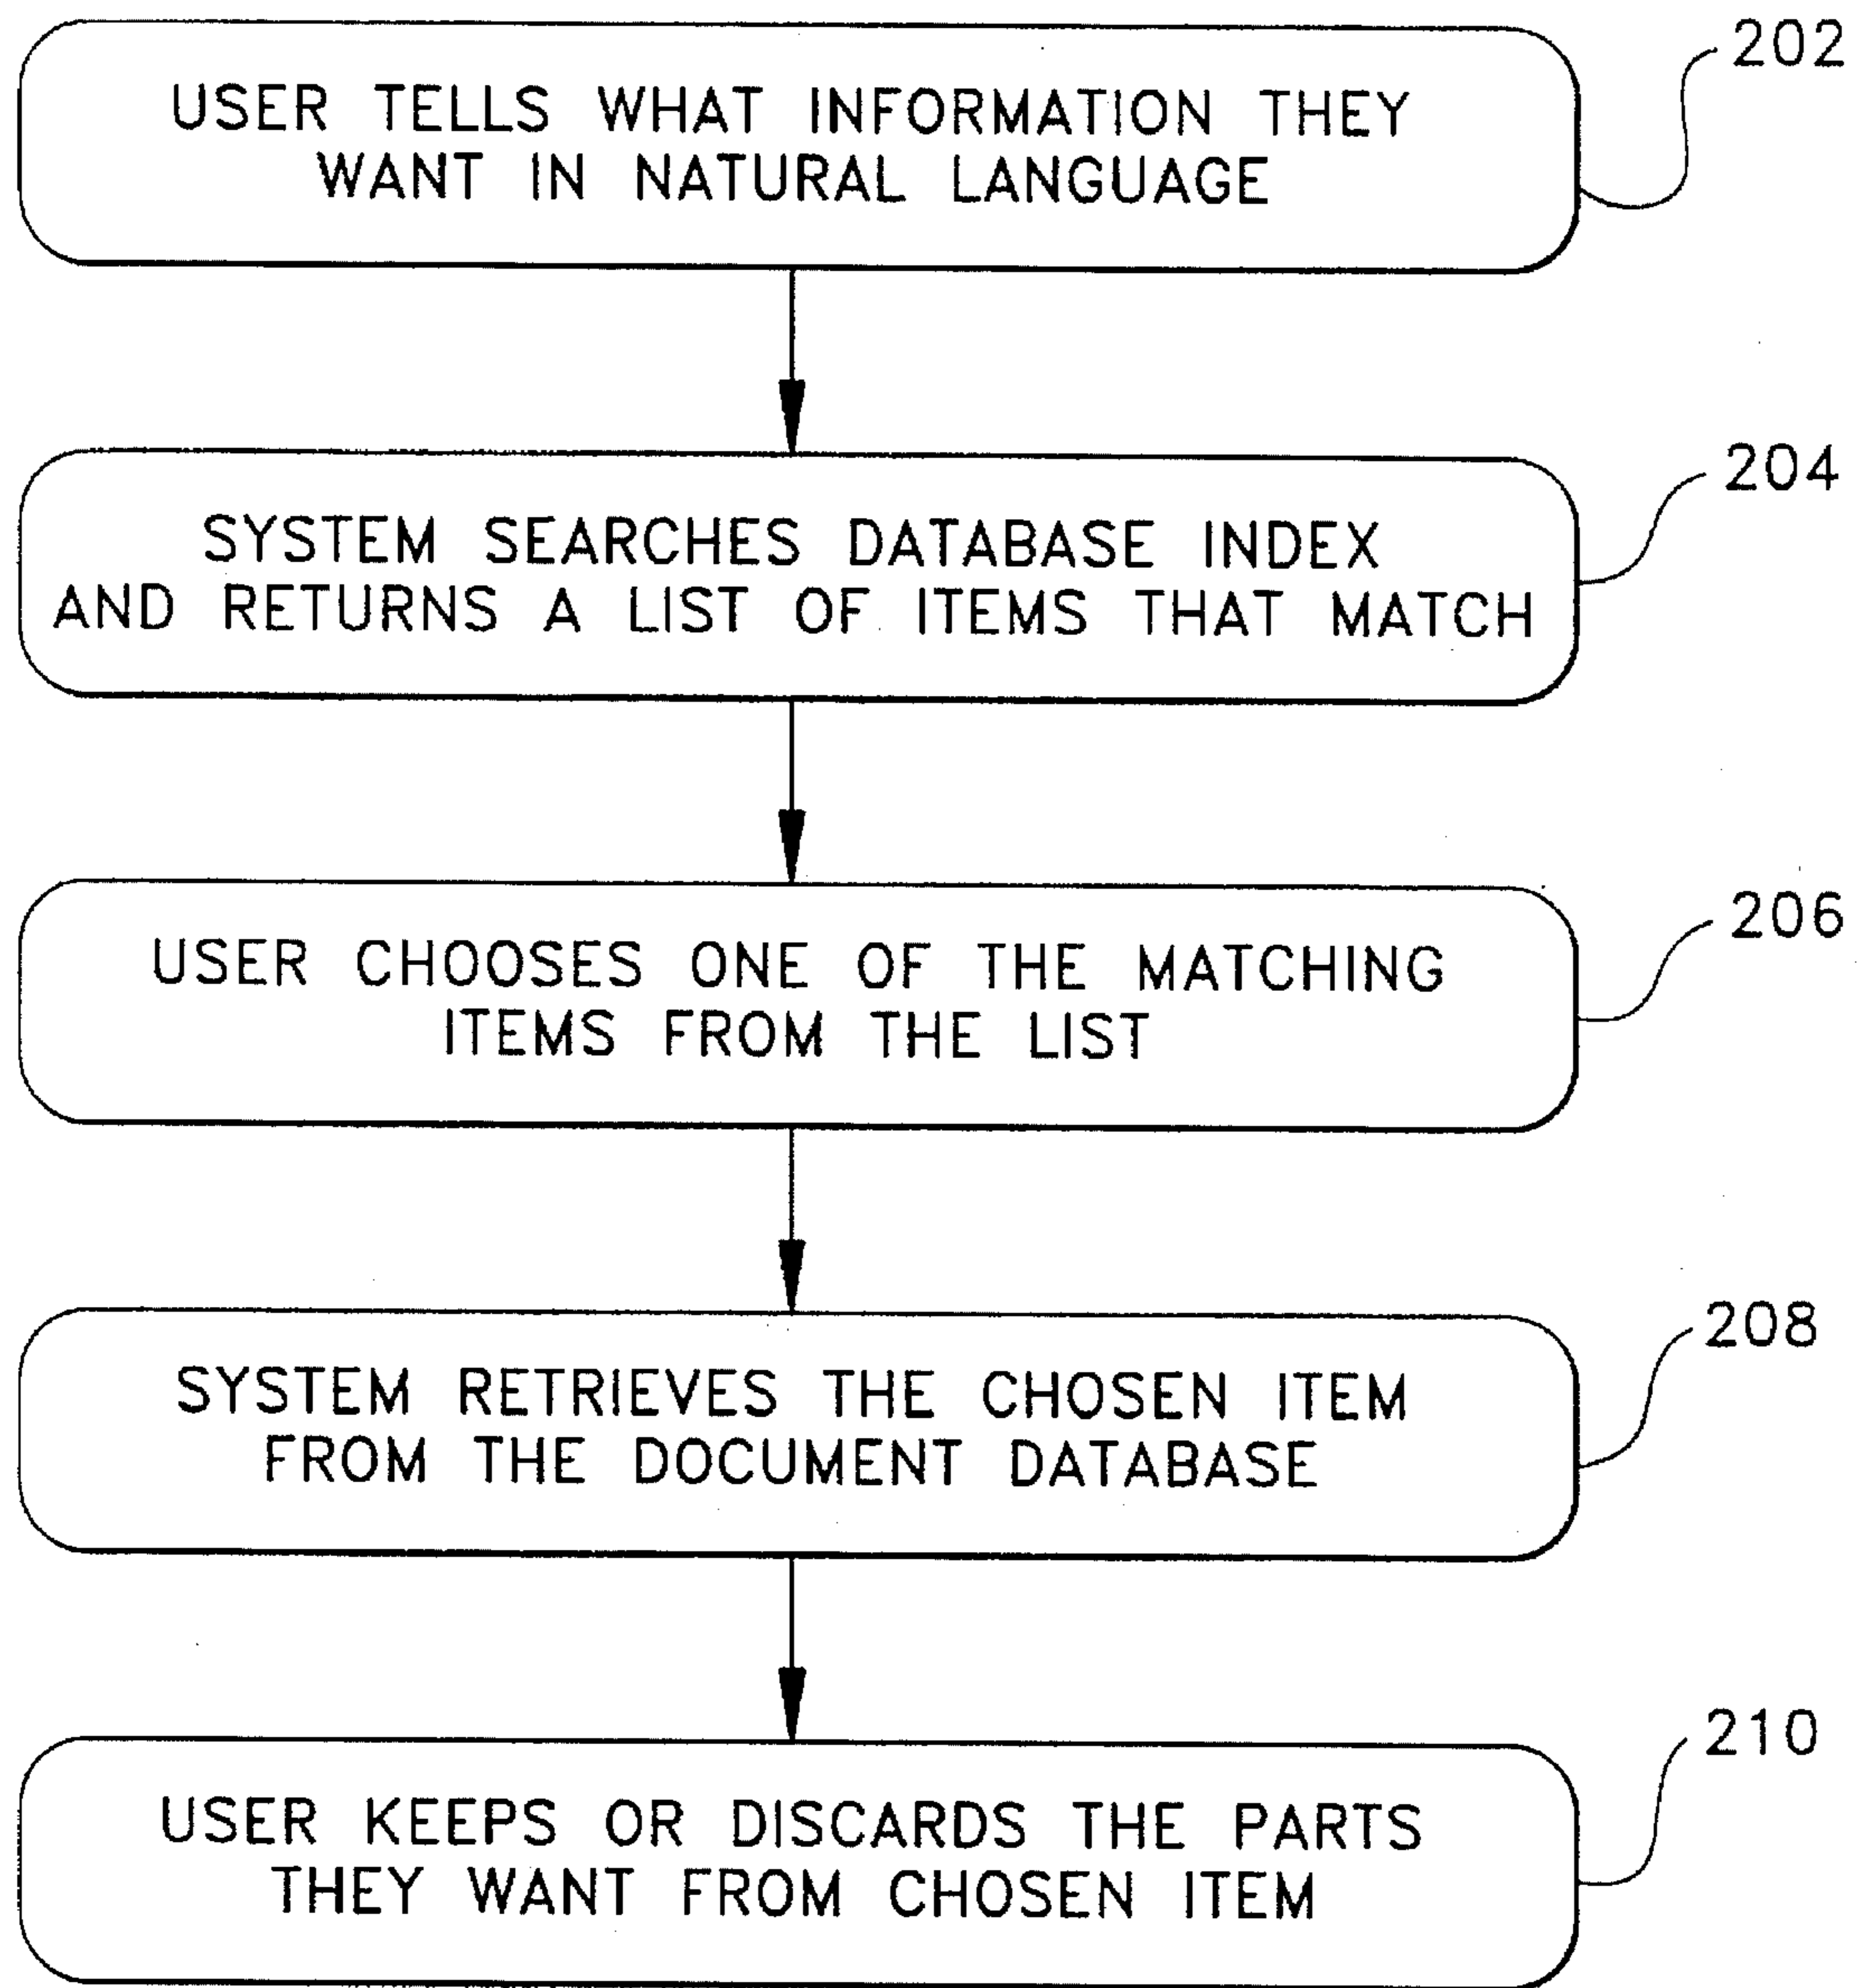 202
USER TELLS WHAT INFORMATION THEY
WANT IN NATURAL LANGUAGE
204
SYSTEM SEARCHES DATABASE INDEX
AND RETURNS A LIST OF ITEMS THAT MATCH
206
USER CHOOSES ONE OF THE MATCHING
ITEMS FROM THE LIST
208
SYSTEM RETRIEVES THE CHOSEN ITEM
FROM THE DOCUMENT DATABASE
210
USER KEEPS OR DISCARDS THE PARTS
THEY WANT FROM CHOSEN ITEM